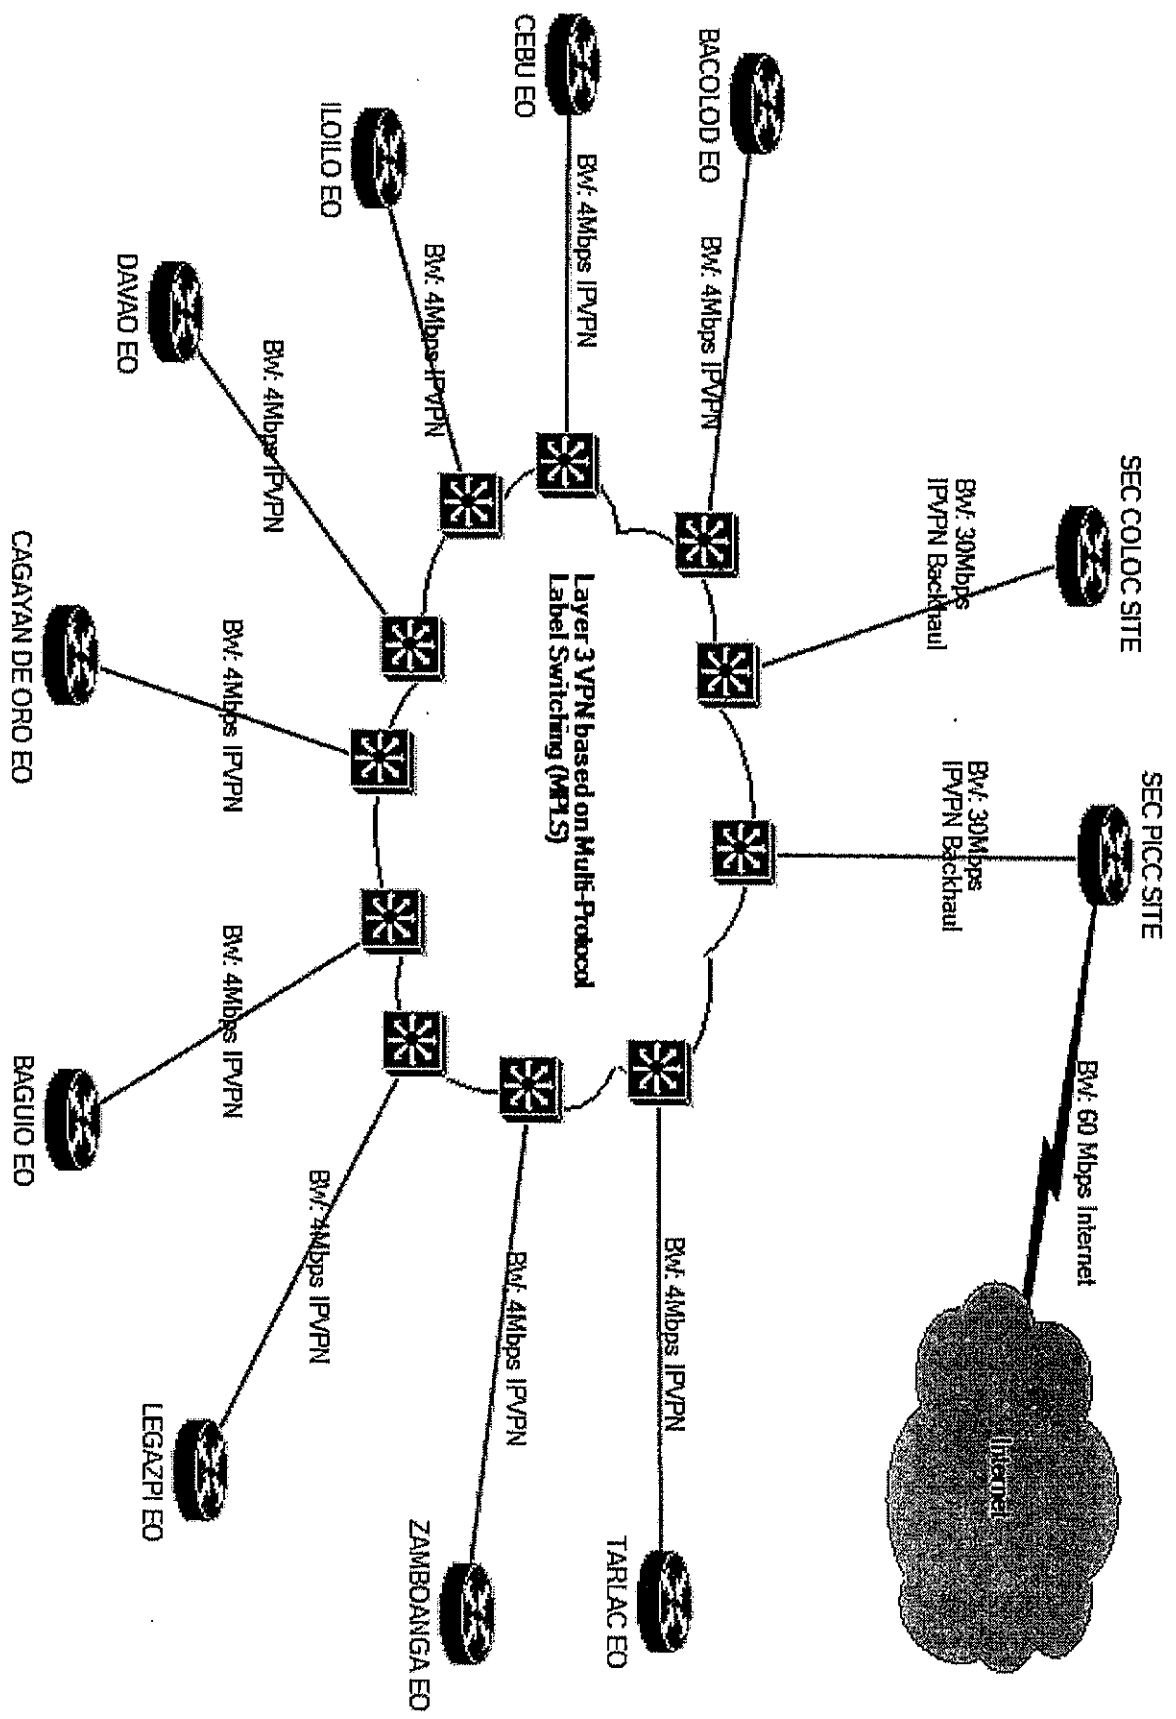 SEC COLOC SITE
SEC PICC SITE
BW: 30Mbps
IPVPN Backhaul
BW: 30Mbps
IPVPN Backhaul
BW: 60 Mbps Internet
Internet
BACOLOD EO
BW: 4Mbps IPVPN
CEBU EO
BW: 4Mbps IPVPN
ILOILO EO
BW: 4Mbps IPVPN
DAVAO EO
BW: 4Mbps IPVPN
CAGAYAN DE ORO EO
BW: 4Mbps IPVPN
Layer 3 VPN based on Multi-Protocol
Label Switching (MPLS)
BW: 4Mbps IPVPN
TARLAC EO
BW: 4Mbps IPVPN
ZAMBOANGA EO
BW: 4Mbps IPVPN
LEGAZPI EO
BW: 4Mbps IPVPN
BAGUIO EO